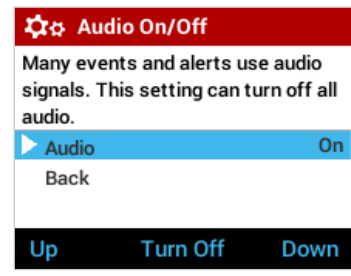 Audio On/Off
Many events and alerts use audio
signals. This setting can turn off all
audio.
Audio On
Back
Up Turn Off Down